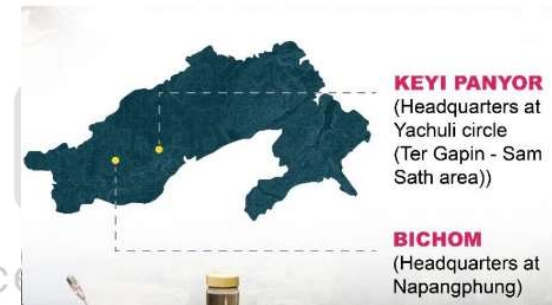 KEYI PANYOR
(Headquarters at
Yachuli circle
(Ter Gapin - Sam
Sath area))
BICHOM
(Headquarters at
Napangphung)